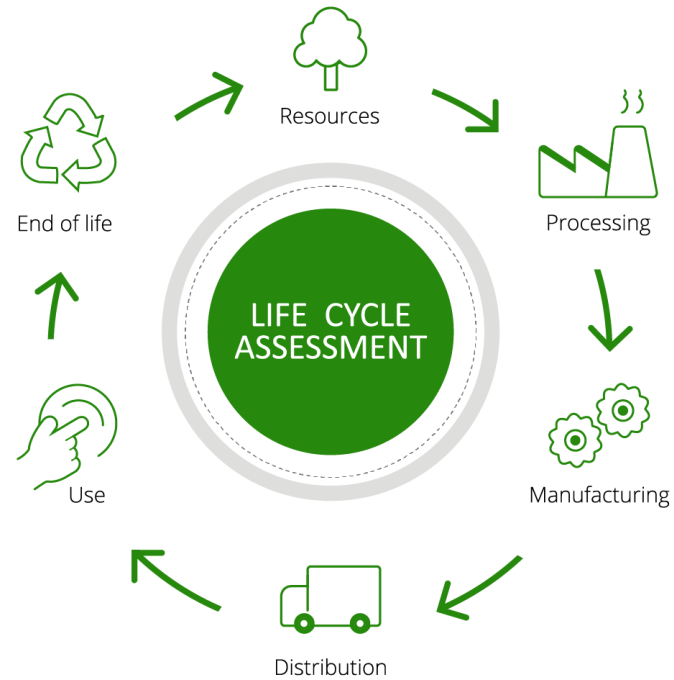 Resources
Processing
Manufacturing
Distribution
Use
End of life
LIFE CYCLE
ASSESSMENT